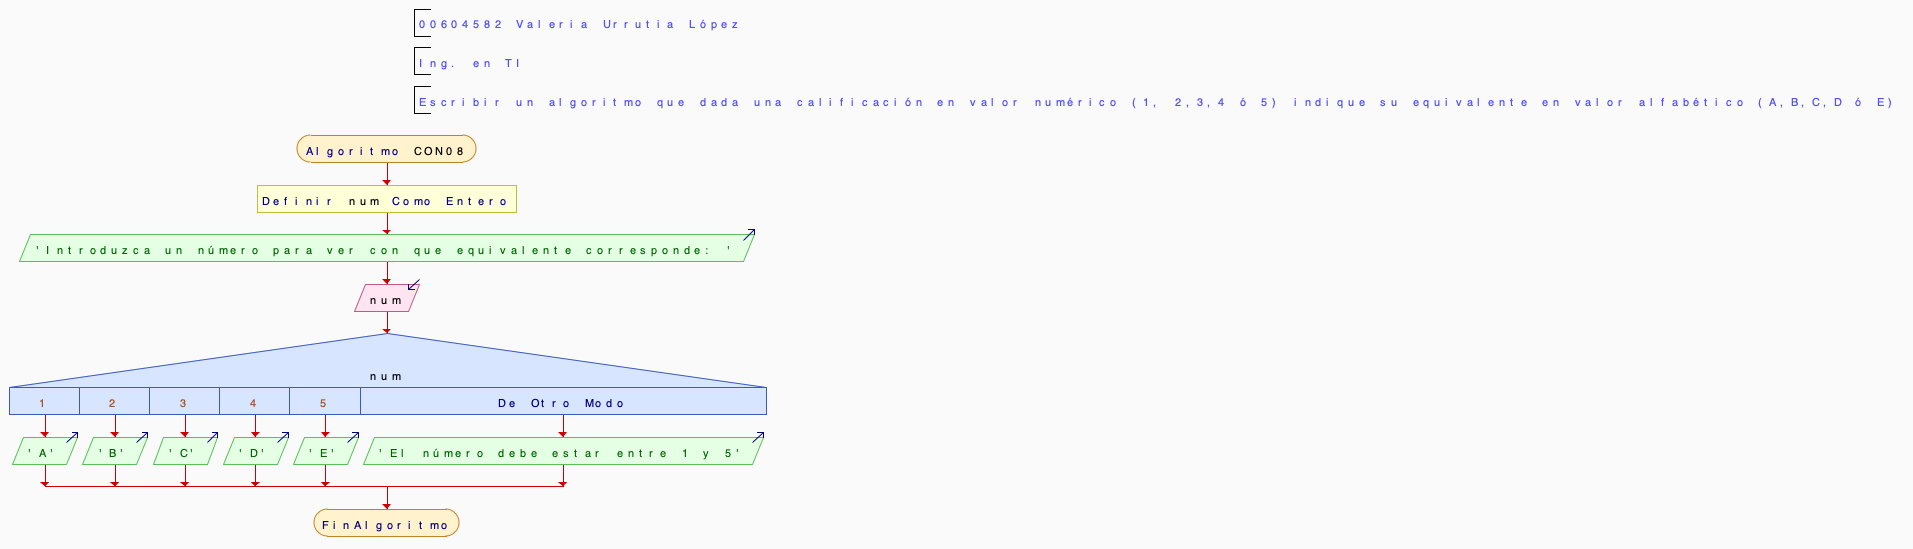 00604582 Valeria Urrutia López
Ing. en TI
Escribir un algoritmo que dada una calificación en valor numérico (1, 2,3,4 ó 5) indique su equivalente en valor alfabético (A,B,C,D ó E)
Algoritmo CON08
Definir num Como Entero
'Introduzca un número para ver con que equivalente corresponde: '
num
num
1 2 3 4 5 De Otro Modo
'A' 'B' 'C' 'D' 'E' 'El número debe estar entre 1 y 5'
FinAlgoritmo